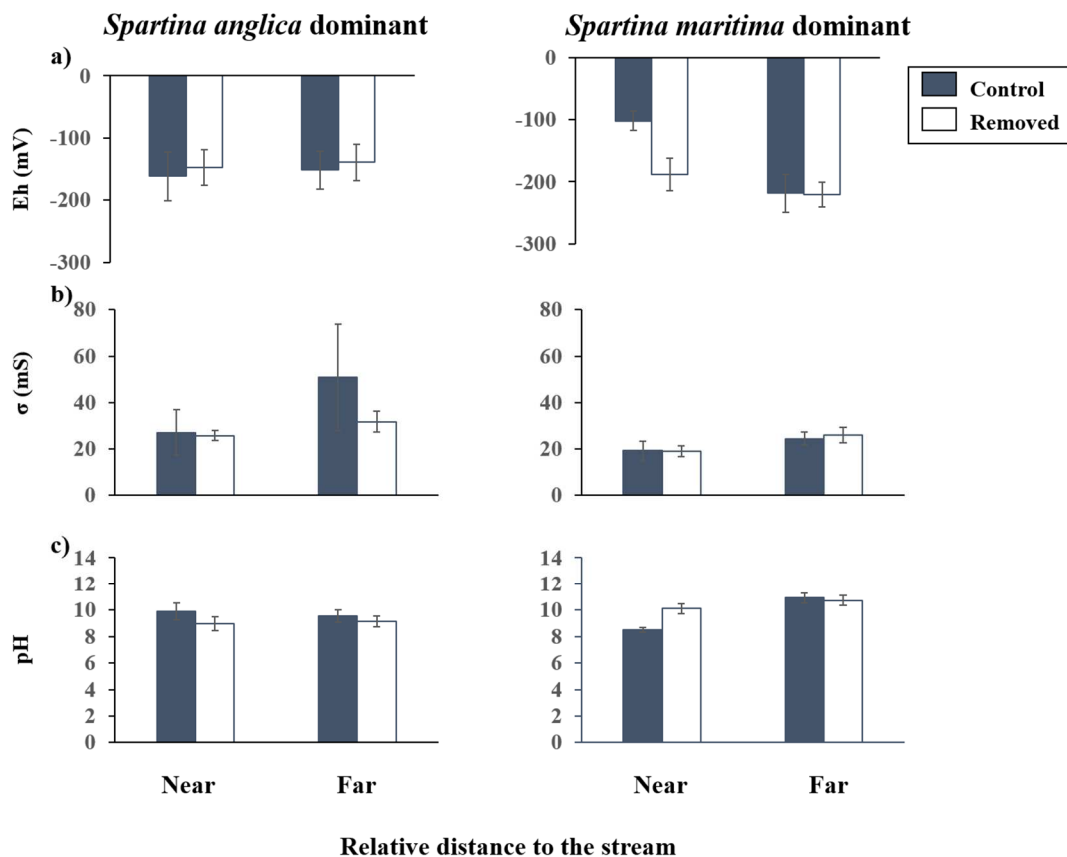 Spartina anglica dominant
Spartina maritima dominant
a)
Eh (mV)
0
-100
-200
-300
0
-100
-200
-300
Control
Removed
b)
σ (mS)
80
60
40
20
0
80
60
40
20
0
c)
pH
14
12
10
8
6
4
2
0
14
12
10
8
6
4
2
0
Near
Far
Near
Far
Relative distance to the stream